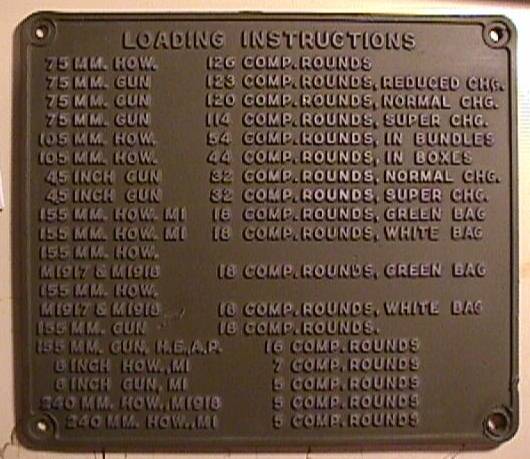 LOADING INSTRUCTIONS
75 MM. HOW. 126 COMP. ROUNDS
75 MM. GUN 123 COMP. ROUNDS, REDUCED CHG.
75 MM. GUN 120 COMP. ROUNDS, NORMAL CHG.
75 MM. GUN 114 COMP. ROUNDS, SUPER CHG.
105 MM. HOW. 54 COMP. ROUNDS, IN BUNDLES
105 MM. HOW. 44 COMP. ROUNDS, IN BOXES
4.5 INCH GUN 32 COMP. ROUNDS, NORMAL CHG.
4.5 INCH GUN 32 COMP. ROUNDS, SUPER CHG.
155 MM. HOW. M1 18 COMP. ROUNDS, GREEN BAG
155 MM. HOW. M1 18 COMP. ROUNDS, WHITE BAG
155 MM. HOW.
M1917 & M1918 18 COMP. ROUNDS, GREEN BAG
155 MM. HOW.
M1917 & M1918 18 COMP. ROUNDS, WHITE BAG
155 MM. GUN 18 COMP. ROUNDS.
155 MM. GUN, H.E.,A.P. 16 COMP. ROUNDS
8 INCH HOW., M1 7 COMP. ROUNDS
8 INCH GUN, M1 5 COMP. ROUNDS
240 MM. HOW., M1918 5 COMP. ROUNDS
240 MM. HOW., M1 5 COMP. ROUNDS